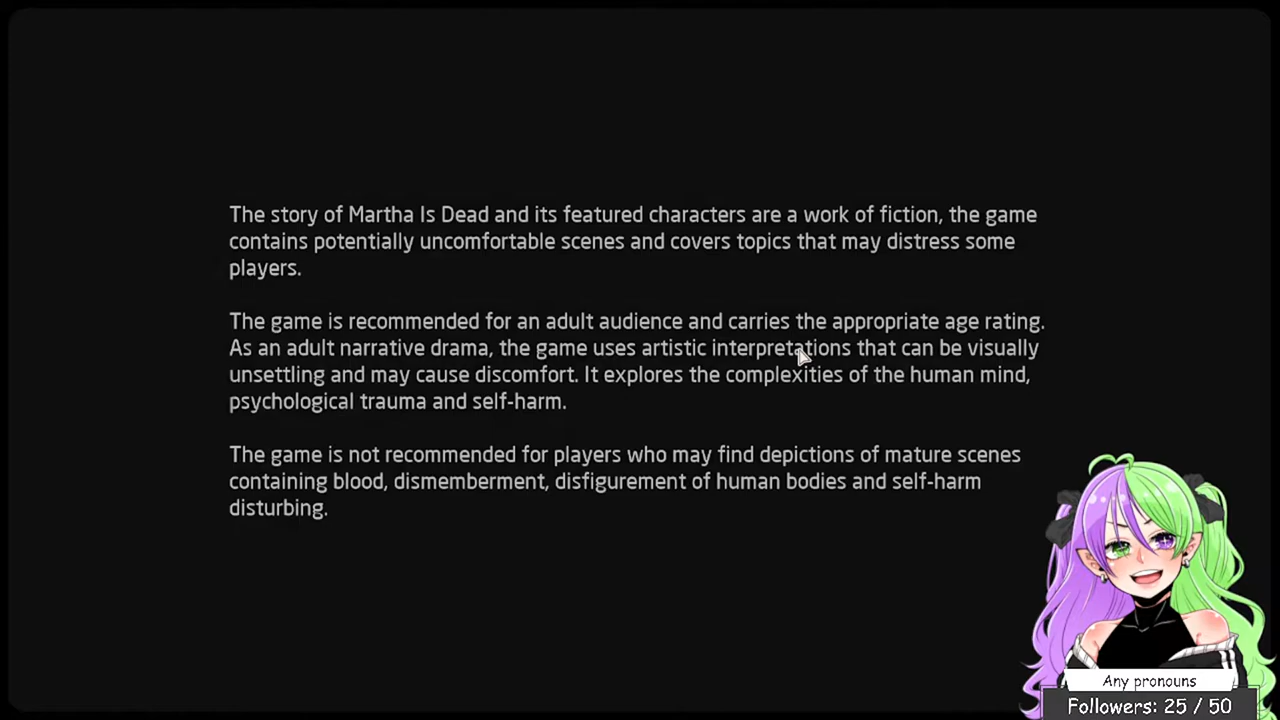 The story of Martha Is Dead and its featured characters are a work of fiction, the game
contains potentially uncomfortable scenes and covers topics that may distress some
players.
The game is recommended for an adult audience and carries the appropriate age rating.
As an adult narrative drama, the game uses artistic interpretations that can be visually
unsettling and may cause discomfort. It explores the complexities of the human mind,
psychological trauma and self-harm.
The game is not recommended for players who may find depictions of mature scenes
containing blood, dismemberment, disfigurement of human bodies and self-harm
disturbing.
Any pronouns
Followers: 25 / 50